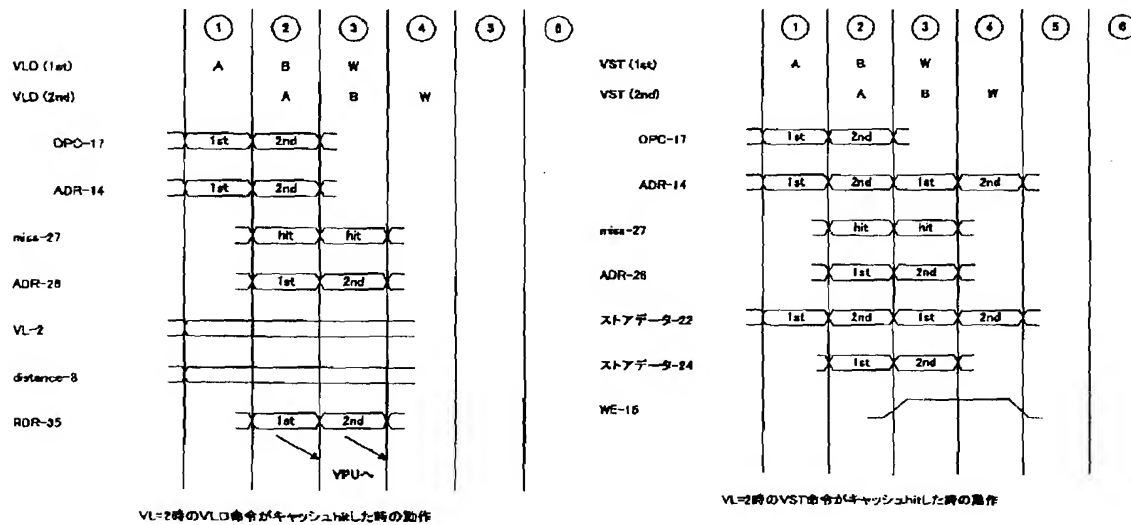 ① ② ③ ④ ⑤ ⑥
VLD (1st) A B W
VLD (2nd) A B W
OPC-17 1st 2nd
ADR-14 1st 2nd
miss-27 hit hit
ADR-26 1st 2nd
VL-2
distance-8
RDR-35 1st 2nd
VPUへ
VL=2時のVLD命令がキャッシュhitした時の動作
① ② ③ ④ ⑤ ⑥
VST (1st) A B W
VST (2nd) A B W
OPC-17 1st 2nd
ADR-14 1st 2nd 1st 2nd
miss-27 hit hit
ADR-26 1st 2nd
ストアデータ-22 1st 2nd 1st 2nd
ストアデータ-24 1st 2nd
WE-15
VL=2時のVST命令がキャッシュhitした時の動作